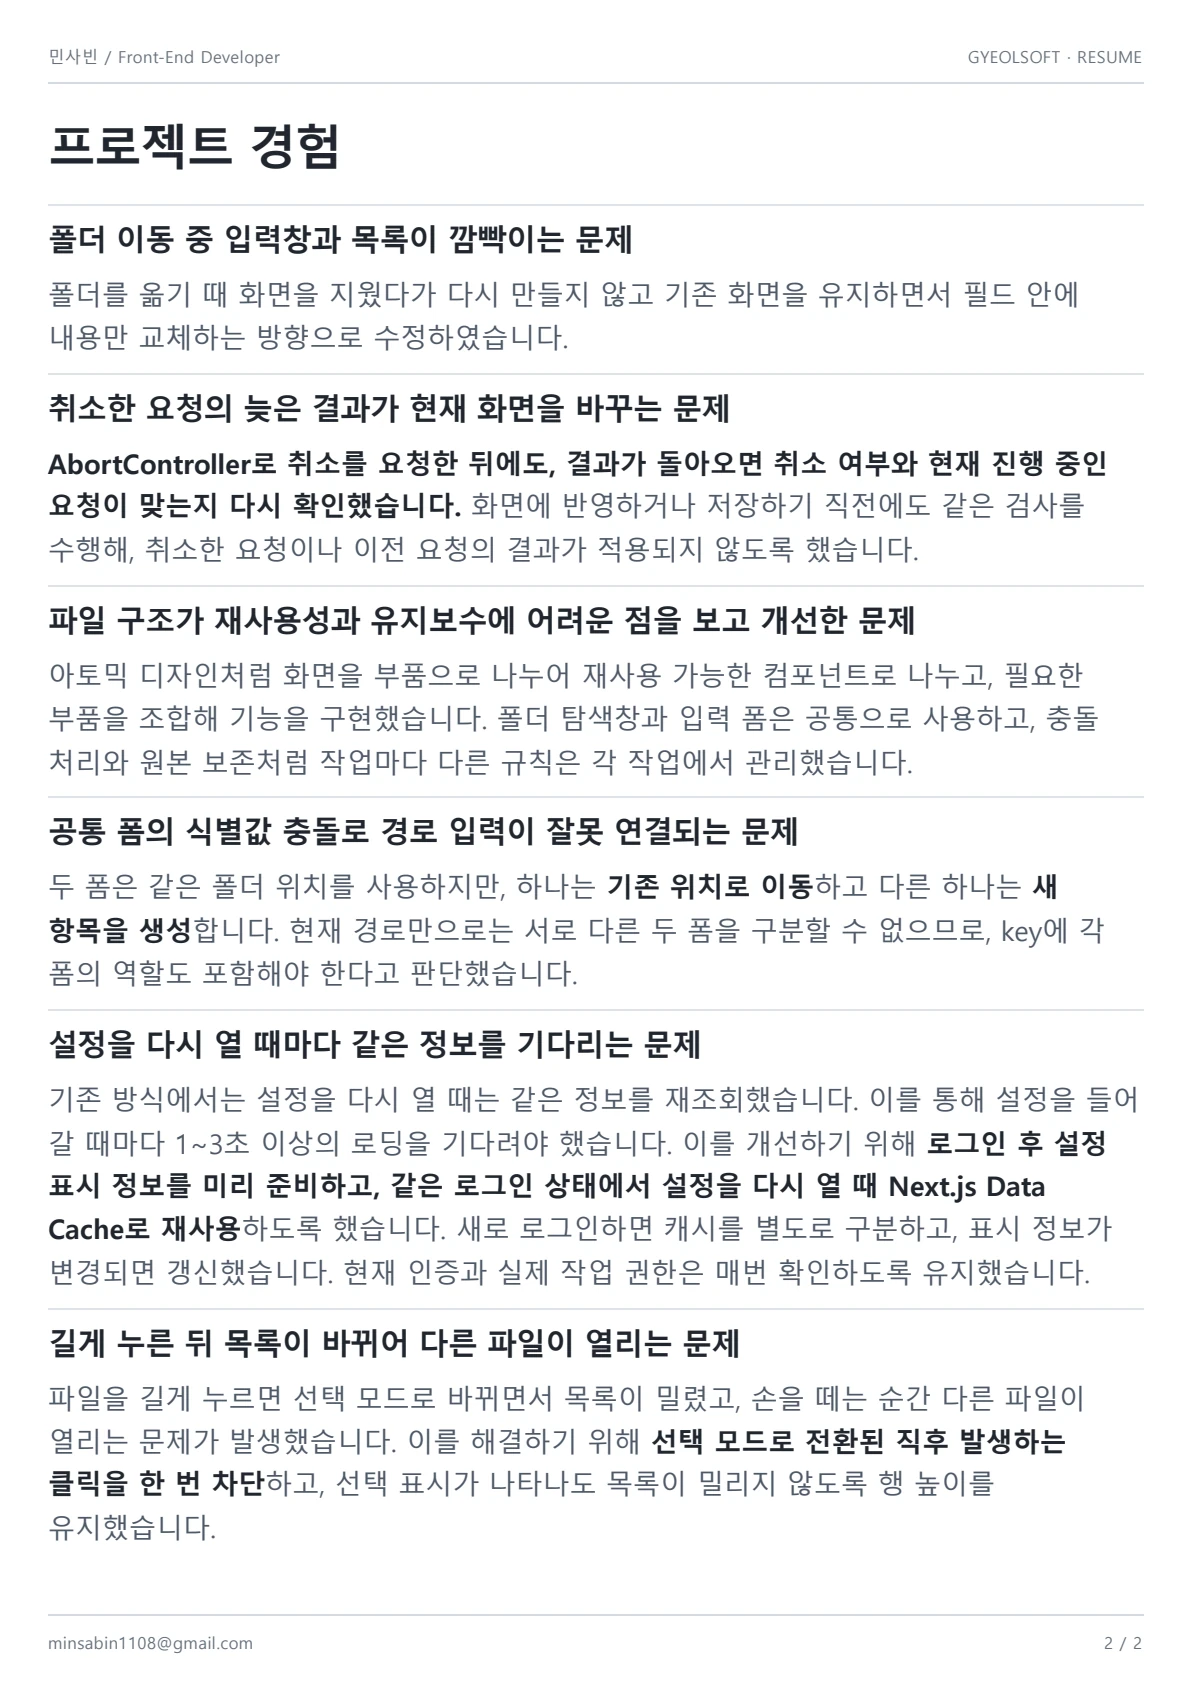 민사빈 / Front-End Developer
GYEOLSOFT · RESUME
프로젝트 경험
폴더 이동 중 입력창과 목록이 깜빡이는 문제
폴더를 옮기 때 화면을 지웠다가 다시 만들지 않고 기존 화면을 유지하면서 필드 안에
내용만 교체하는 방향으로 수정하였습니다.
취소한 요청의 늦은 결과가 현재 화면을 바꾸는 문제
AbortController로 취소를 요청한 뒤에도, 결과가 돌아오면 취소 여부와 현재 진행 중인
요청이 맞는지 다시 확인했습니다. 화면에 반영하거나 저장하기 직전에도 같은 검사를
수행해, 취소한 요청이나 이전 요청의 결과가 적용되지 않도록 했습니다.
파일 구조가 재사용성과 유지보수에 어려운 점을 보고 개선한 문제
아토믹 디자인처럼 화면을 부품으로 나누어 재사용 가능한 컴포넌트로 나누고, 필요한
부품을 조합해 기능을 구현했습니다. 폴더 탐색창과 입력 폼은 공통으로 사용하고, 충돌
처리와 원본 보존처럼 작업마다 다른 규칙은 각 작업에서 관리했습니다.
공통 폼의 식별값 충돌로 경로 입력이 잘못 연결되는 문제
두 폼은 같은 폴더 위치를 사용하지만, 하나는 기존 위치로 이동하고 다른 하나는 새
항목을 생성합니다. 현재 경로만으로는 서로 다른 두 폼을 구분할 수 없으므로, key에 각
폼의 역할도 포함해야 한다고 판단했습니다.
설정을 다시 열 때마다 같은 정보를 기다리는 문제
기존 방식에서는 설정을 다시 열 때는 같은 정보를 재조회했습니다. 이를 통해 설정을 들어
갈 때마다 1~3초 이상의 로딩을 기다려야 했습니다. 이를 개선하기 위해 로그인 후 설정
표시 정보를 미리 준비하고, 같은 로그인 상태에서 설정을 다시 열 때 Next.js Data
Cache로 재사용하도록 했습니다. 새로 로그인하면 캐시를 별도로 구분하고, 표시 정보가
변경되면 갱신했습니다. 현재 인증과 실제 작업 권한은 매번 확인하도록 유지했습니다.
길게 누른 뒤 목록이 바뀌어 다른 파일이 열리는 문제
파일을 길게 누르면 선택 모드로 바뀌면서 목록이 밀렸고, 손을 떼는 순간 다른 파일이
열리는 문제가 발생했습니다. 이를 해결하기 위해 선택 모드로 전환된 직후 발생하는
클릭을 한 번 차단하고, 선택 표시가 나타나도 목록이 밀리지 않도록 행 높이를
유지했습니다.
minsabin1108@gmail.com
2 / 2